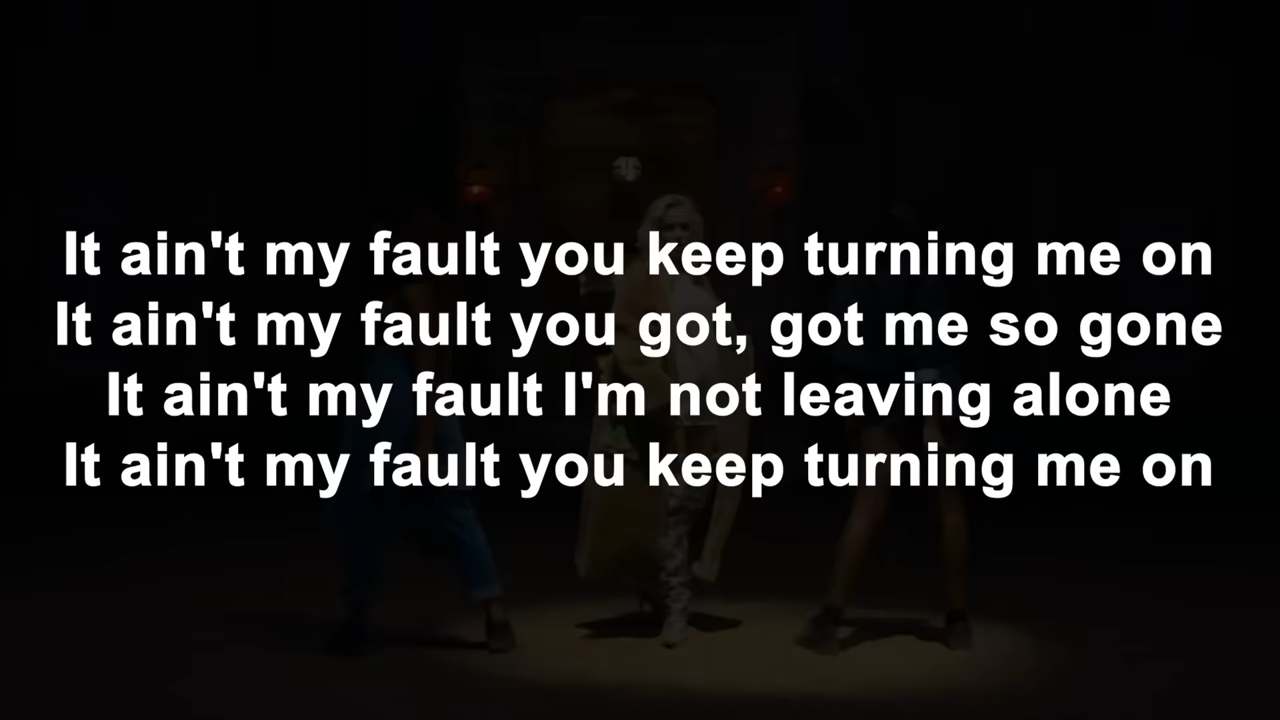 It ain't my fault you keep turning me on
It ain't my fault you got, got me so gone
It ain't my fault I'm not leaving alone
It ain't my fault you keep turning me on